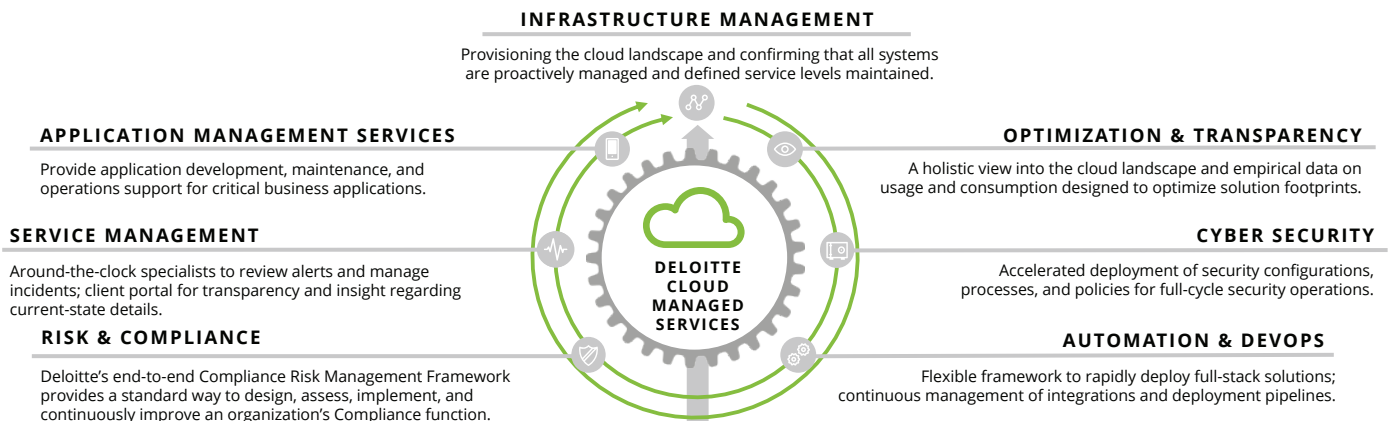 INFRASTRUCTURE MANAGEMENT
Provisioning the cloud landscape and confirming that all systems
are proactively managed and defined service levels maintained.
APPLICATION MANAGEMENT SERVICES
Provide application development, maintenance, and
operations support for critical business applications.
SERVICE MANAGEMENT
Around-the-clock specialists to review alerts and manage
incidents; client portal for transparency and insight regarding
current-state details.
RISK & COMPLIANCE
Deloitte’s end-to-end Compliance Risk Management Framework
provides a standard way to design, assess, implement, and
continuously improve an organization’s Compliance function.
DELOITTE
CLOUD
MANAGED
SERVICES
OPTIMIZATION & TRANSPARENCY
A holistic view into the cloud landscape and empirical data on
usage and consumption designed to optimize solution footprints.
CYBER SECURITY
Accelerated deployment of security configurations,
processes, and policies for full-cycle security operations.
AUTOMATION & DEVOPS
Flexible framework to rapidly deploy full-stack solutions;
continuous management of integrations and deployment pipelines.